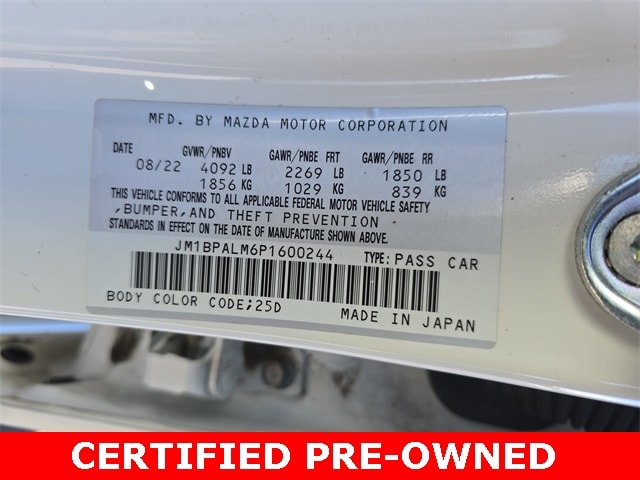 MFD. BY MAZDA MOTOR CORPORATION
DATE GVWR/PNBV GAWR/PNBE FRT GAWR/PNBE RR
08/22 4092 LB 2269 LB 1850 LB
1856 KG 1029 KG 839 KG
THIS VEHICLE CONFORMS TO ALL APPLICABLE FEDERAL MOTOR VEHICLE SAFETY
,BUMPER,AND THEFT PREVENTION
STANDARDS IN EFFECT ON THE DATE OF MANUFACTURE SHOWN ABOVE.
JM1BPALM6P1600244 TYPE: PASS CAR
BODY COLOR CODE;25D MADE IN JAPAN
CERTIFIED PRE-OWNED